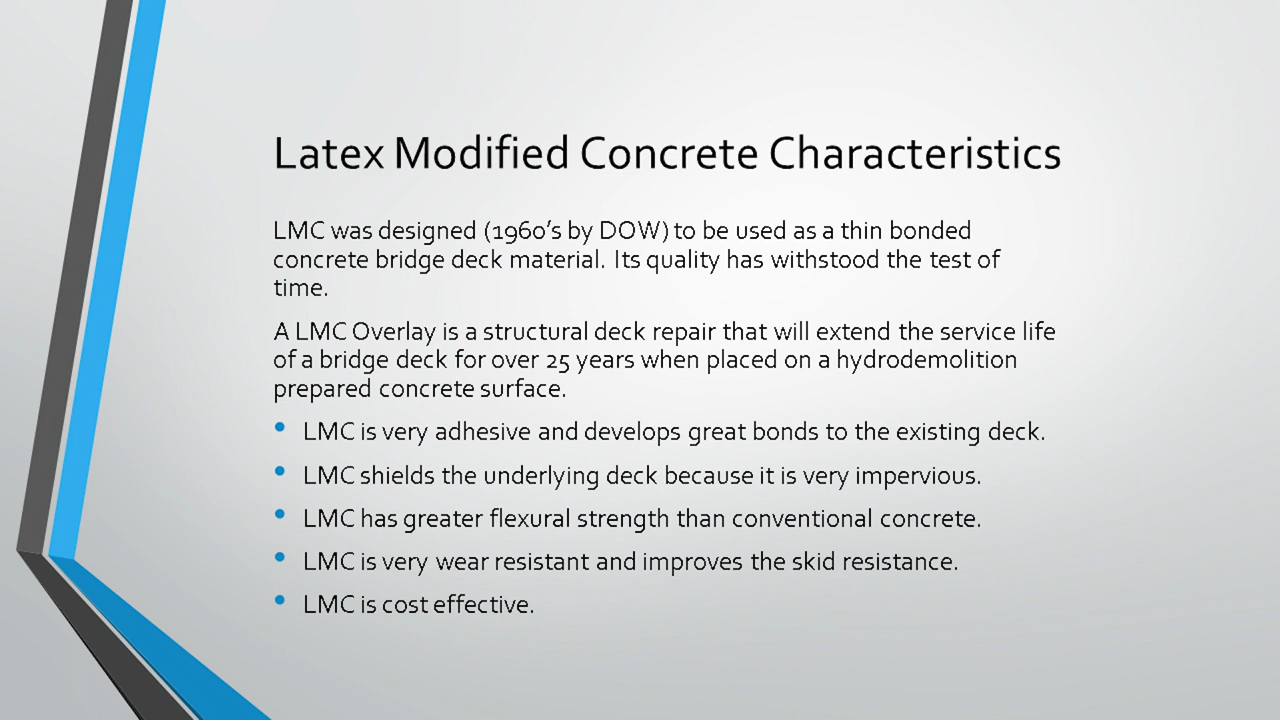 Latex Modified Concrete Characteristics
LMC was designed (1960's by DOW) to be used as a thin bonded
concrete bridge deck material. Its quality has withstood the test of
time.
A LMC Overlay is a structural deck repair that will extend the service life
of a bridge deck for over 25 years when placed on a hydrodemolition
prepared concrete surface.
• LMC is very adhesive and develops great bonds to the existing deck.
• LMC shields the underlying deck because it is very impervious.
• LMC has greater flexural strength than conventional concrete.
• LMC is very wear resistant and improves the skid resistance.
• LMC is cost effective.